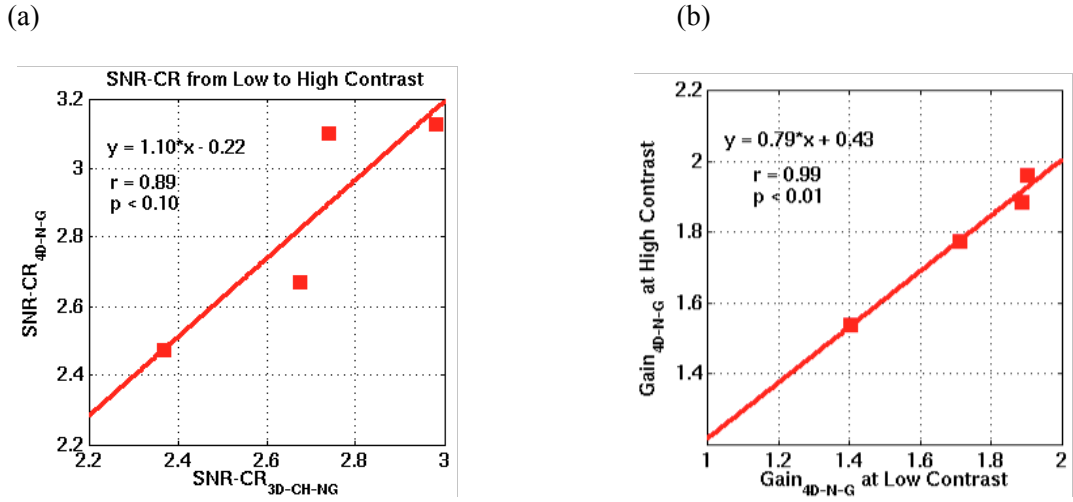 (a)
SNR-CR from Low to High Contrast
3.2
3
2.8
2.6
2.4
2.2
y = 1.10*x - 0.22
r = 0.89
p < 0.10
SNR-CR4D-N-G
2.2 2.4 2.6 2.8 3
SNR-CR3D-CH-NG
(b)
2.2
2
1.8
1.6
1.4
y = 0.79*x + 0.43
r = 0.99
p < 0.01
Gain4D-N-G at High Contrast
1 1.2 1.4 1.6 1.8 2
Gain4D-N-G at Low Contrast